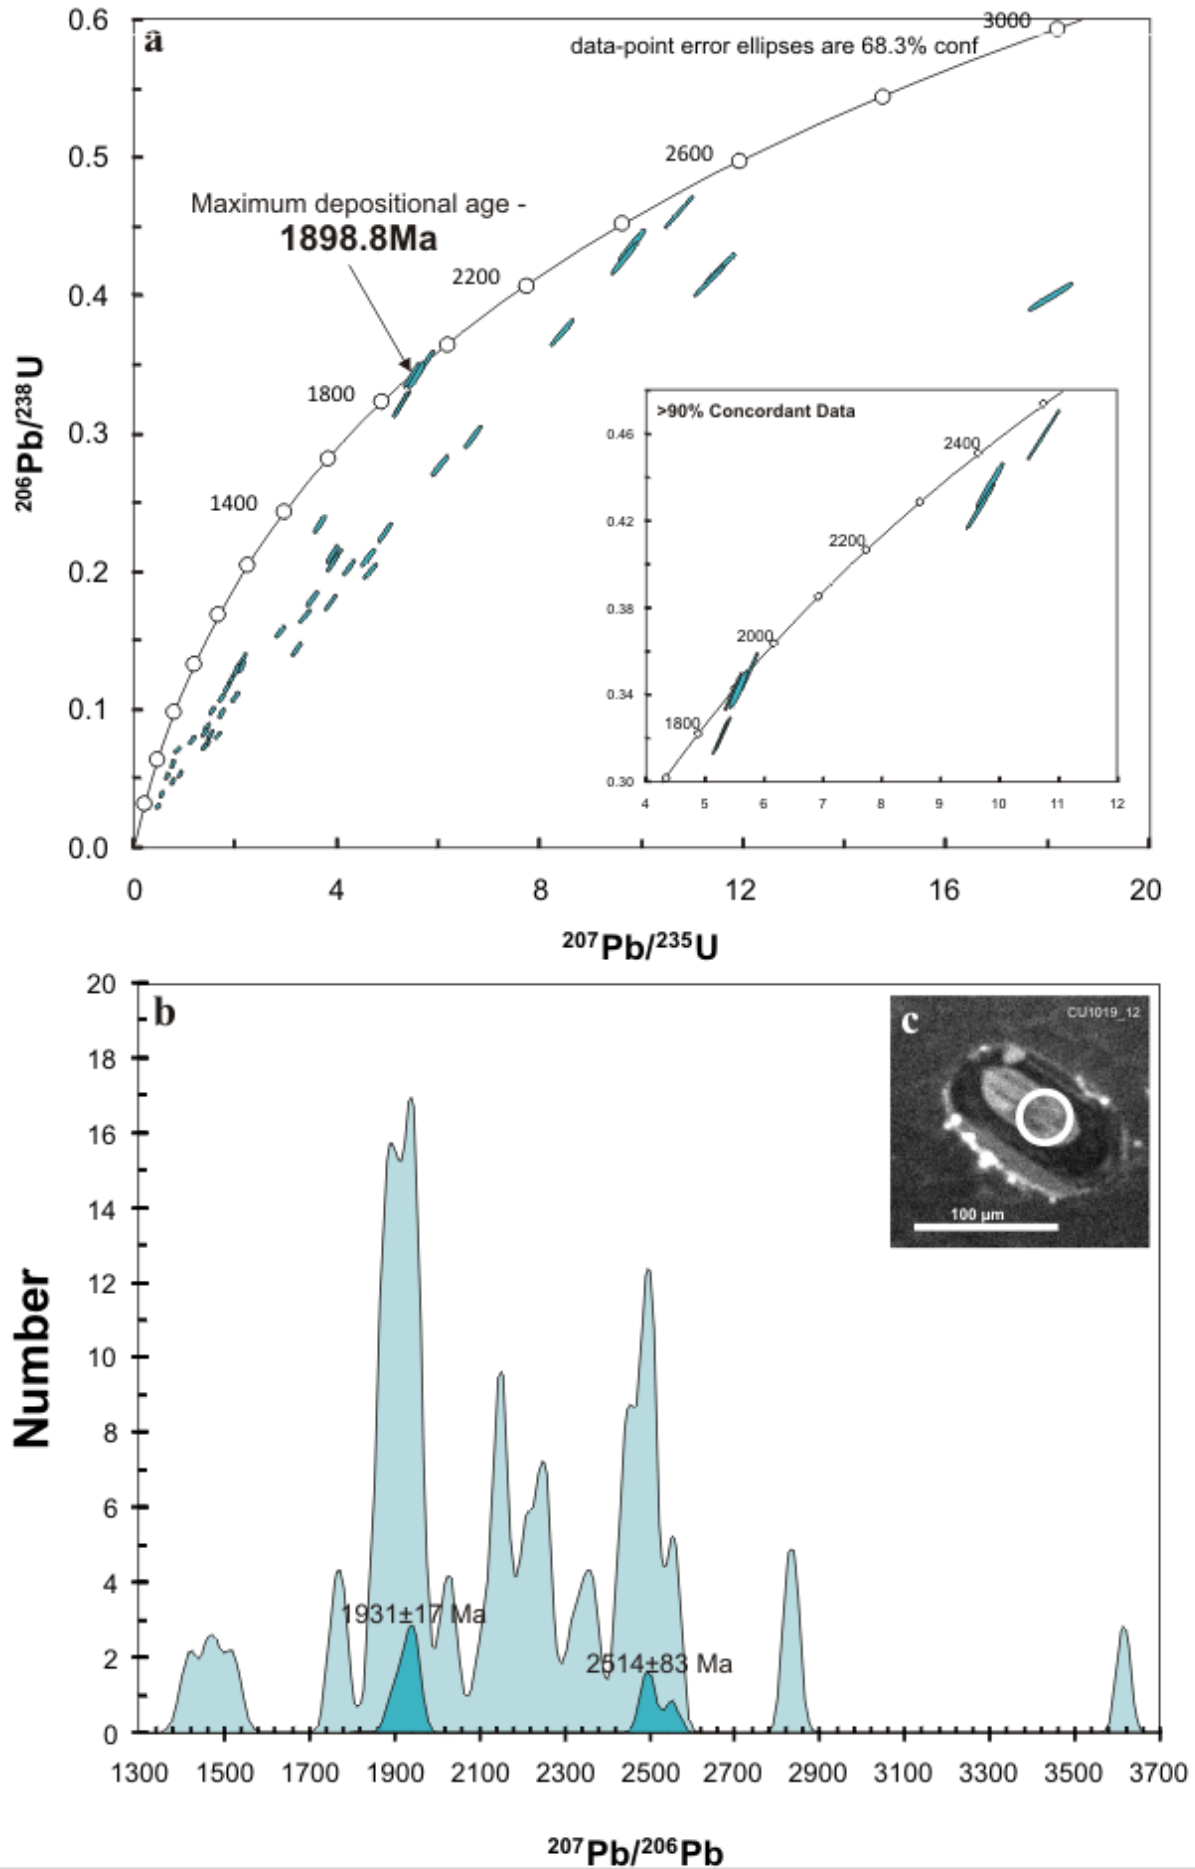 a
data-point error ellipses are 68.3% conf
3000
2600
Maximum depositional age -
1898.8Ma
2200
1800
1400
0.6
0.5
0.4
0.3
0.2
0.1
0.0
206Pb/238U
>90% Concordant Data
2400
2200
2000
1800
0.46
0.42
0.38
0.34
0.30
4 5 6 7 8 9 10 11 12
0 4 8 12 16 20
207Pb/235U
b
c
CU1019_12
100 µm
20
18
16
14
12
10
8
6
4
2
0
Number
1931±17 Ma
2514±83 Ma
1300 1500 1700 1900 2100 2300 2500 2700 2900 3100 3300 3500 3700
207Pb/206Pb